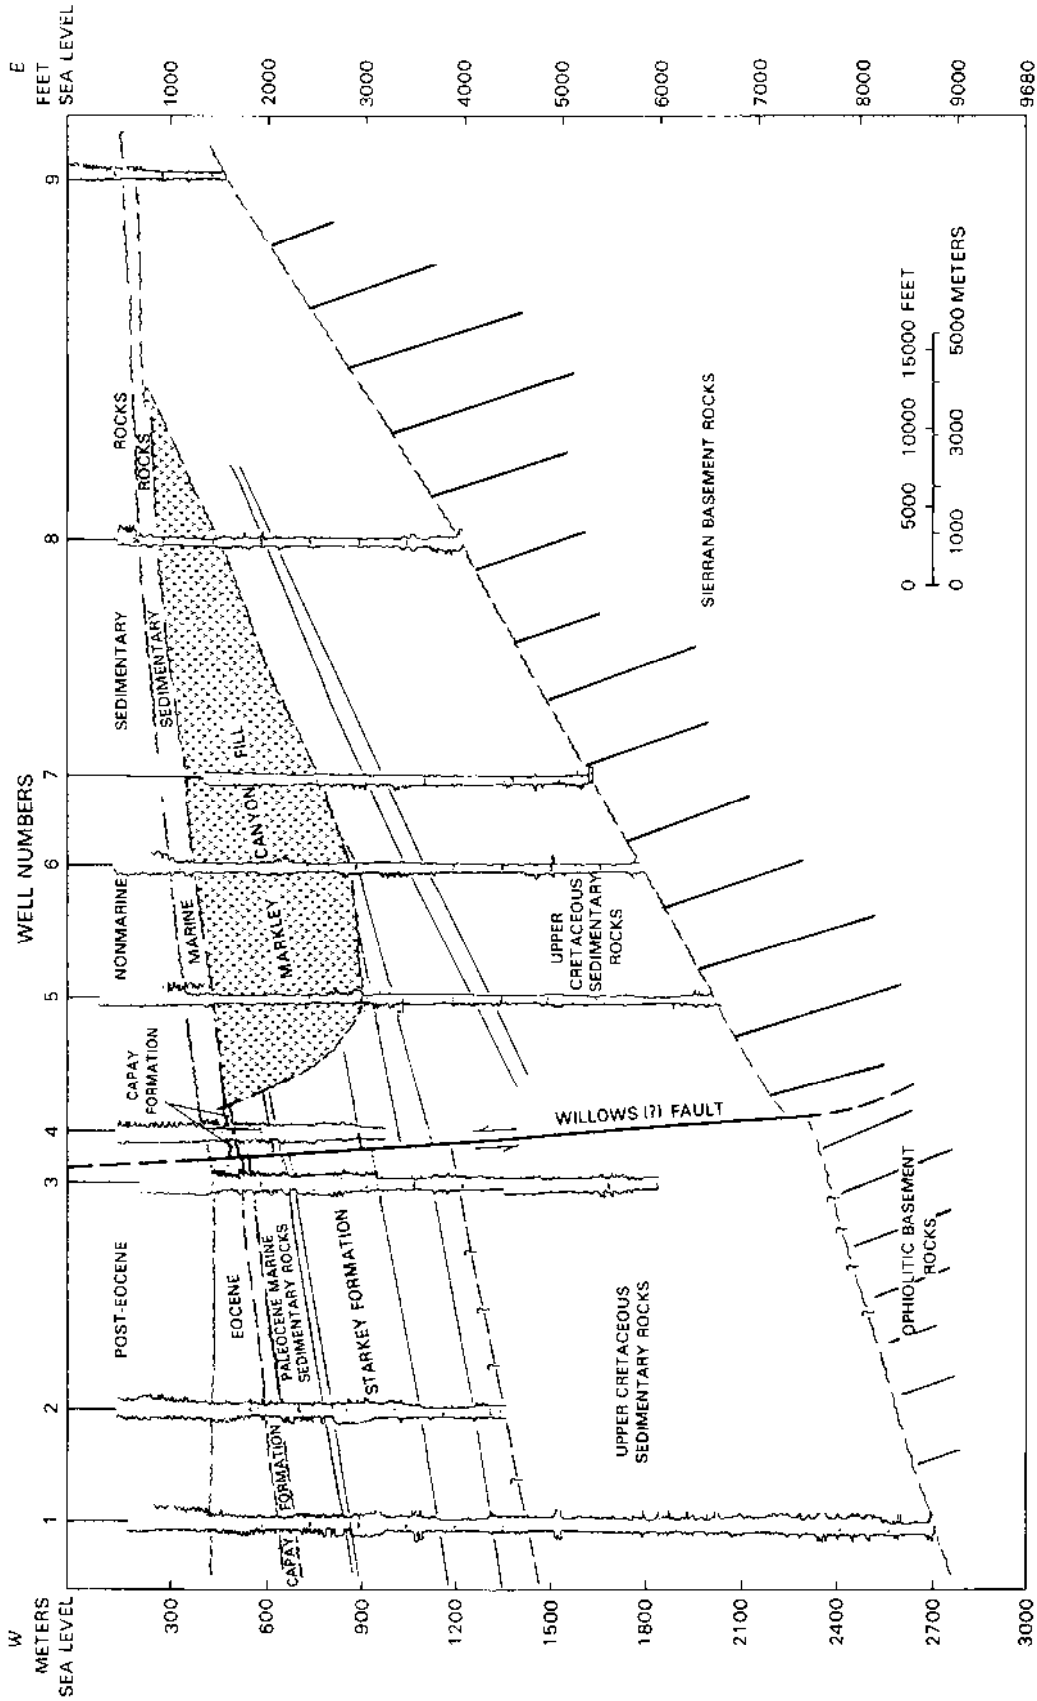 WELL NUMBERS
W
METERS
SEA LEVEL
300
600
900
1200
1500
1800
2100
2400
2700
3000
E
FEET
SEA LEVEL
1000
2000
3000
4000
5000
6000
7000
8000
9000
9680
1
2
3
4
5
6
7
8
9
POST-EOCENE
NONMARINE
SEDIMENTARY
ROCKS
EOCENE
MARINE
SEDIMENTARY
ROCKS
CAPAY
FORMATION
CAPAY
FORMATION
PALEOCENE MARINE
SEDIMENTARY ROCKS
STARKEY FORMATION
MARKLEY
CANYON
FILL
UPPER
CRETACEOUS
SEDIMENTARY
ROCKS
WILLOWS (?) FAULT
UPPER CRETACEOUS
SEDIMENTARY ROCKS
?
?
?
?
?
?
?
?
?
OPHIOLITIC BASEMENT
ROCKS
SIERRAN BASEMENT ROCKS
0 5000 10000 15000 FEET
0 1000 3000 5000 METERS